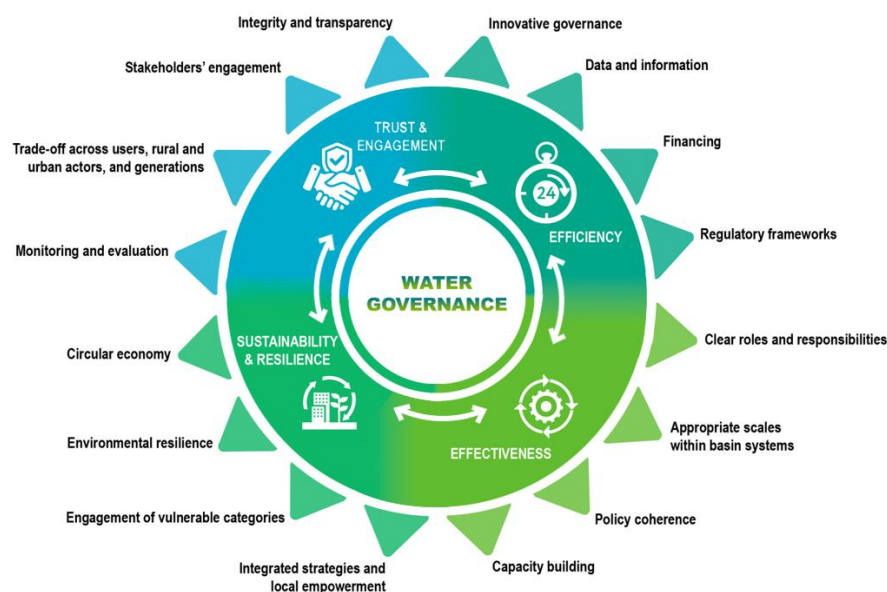 Integrity and transparency
Innovative governance
Stakeholders' engagement
Data and information
TRUST &
ENGAGEMENT
Trade-off across users, rural and
urban actors, and generations
Financing
24
EFFICIENCY
Regulatory frameworks
Monitoring and evaluation
WATER
GOVERNANCE
Clear roles and responsibilities
SUSTAINABILITY
& RESILIENCE
Circular economy
Appropriate scales
within basin systems
Environmental resilience
EFFECTIVENESS
Engagement of vulnerable categories
Policy coherence
Capacity building
Integrated strategies and
local empowerment